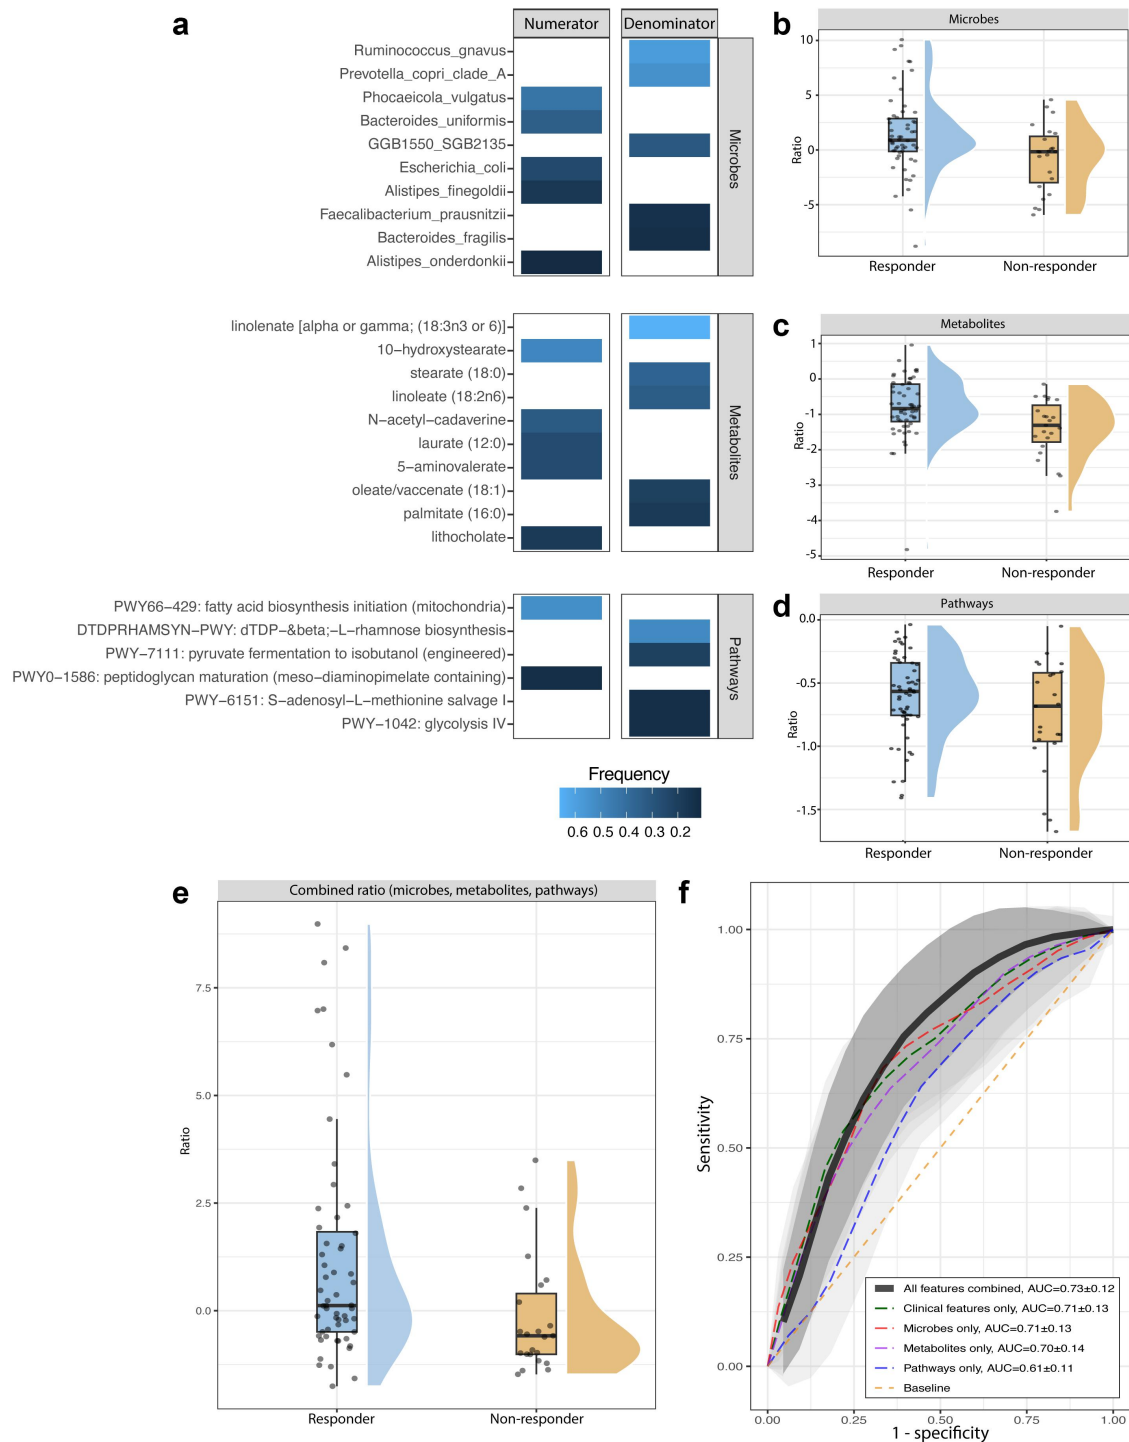 a
Numerator
Denominator
Ruminococcus_gnavus
Prevotella_copri_clade_A
Phocaeicola_vulgatus
Bacteroides_uniformis
GGB1550_SGB2135
Escherichia_coli
Alistipes_finegoldii
Faecalibacterium_prausnitzii
Bacteroides_fragilis
Alistipes_onderdonkii
Microbes
linolenate [alpha or gamma; (18:3n3 or 6)]
10−hydroxystearate
stearate (18:0)
linoleate (18:2n6)
N−acetyl−cadaverine
laurate (12:0)
5−aminovalerate
oleate/vaccenate (18:1)
palmitate (16:0)
lithocholate
Metabolites
PWY66−429: fatty acid biosynthesis initiation (mitochondria)
DTDPRHAMSYN−PWY: dTDP−&beta;−L−rhamnose biosynthesis
PWY−7111: pyruvate fermentation to isobutanol (engineered)
PWY0−1586: peptidoglycan maturation (meso−diaminopimelate containing)
PWY−6151: S−adenosyl−L−methionine salvage I
PWY−1042: glycolysis IV
Pathways
Frequency
0.6 0.5 0.4 0.3 0.2
b
Microbes
10
5
0
-5
Ratio
Responder
Non-responder
c
Metabolites
1
0
-1
-2
-3
-4
-5
Ratio
Responder
Non-responder
d
Pathways
0.0
-0.5
-1.0
-1.5
Ratio
Responder
Non-responder
e
Combined ratio (microbes, metabolites, pathways)
7.5
5.0
2.5
0.0
Ratio
Responder
Non-responder
f
1.00
0.75
0.50
0.25
0.00
Sensitivity
All features combined, AUC=0.73±0.12
Clinical features only, AUC=0.71±0.13
Microbes only, AUC=0.71±0.13
Metabolites only, AUC=0.70±0.14
Pathways only, AUC=0.61±0.11
Baseline
0.00 0.25 0.50 0.75 1.00
1 - specificity